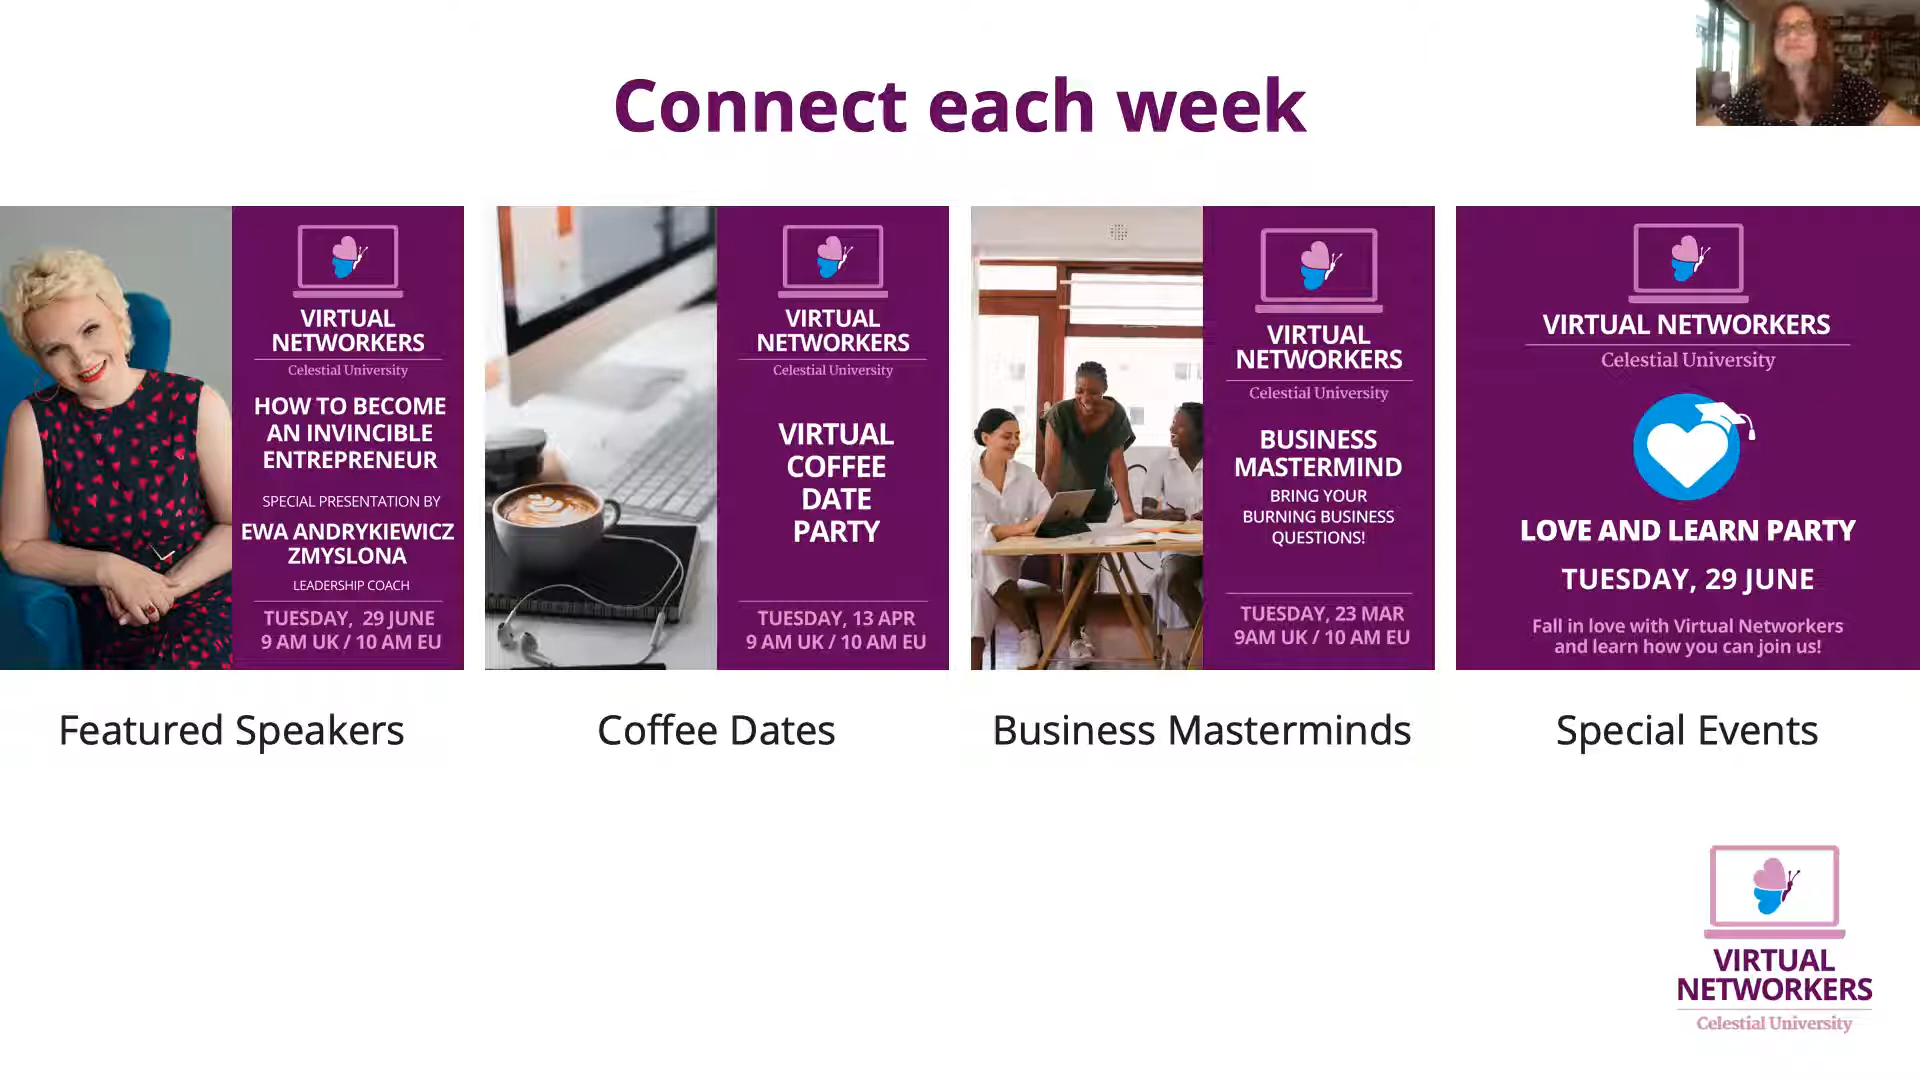 Connect each week
VIRTUAL
NETWORKERS
Celestial University
HOW TO BECOME
AN INVINCIBLE
ENTREPRENEUR
SPECIAL PRESENTATION BY
EWA ANDRYKIEWICZ
ZMYSLONA
LEADERSHIP COACH
TUESDAY, 29 JUNE
9 AM UK / 10 AM EU
Featured Speakers
VIRTUAL
NETWORKERS
Celestial University
VIRTUAL
COFFEE
DATE
PARTY
TUESDAY, 13 APR
9 AM UK / 10 AM EU
Coffee Dates
VIRTUAL
NETWORKERS
Celestial University
BUSINESS
MASTERMIND
BRING YOUR
BURNING BUSINESS
QUESTIONS!
TUESDAY, 23 MAR
9AM UK / 10 AM EU
Business Masterminds
VIRTUAL NETWORKERS
Celestial University
LOVE AND LEARN PARTY
TUESDAY, 29 JUNE
Fall in love with Virtual Networkers
and learn how you can join us!
Special Events
VIRTUAL
NETWORKERS
Celestial University